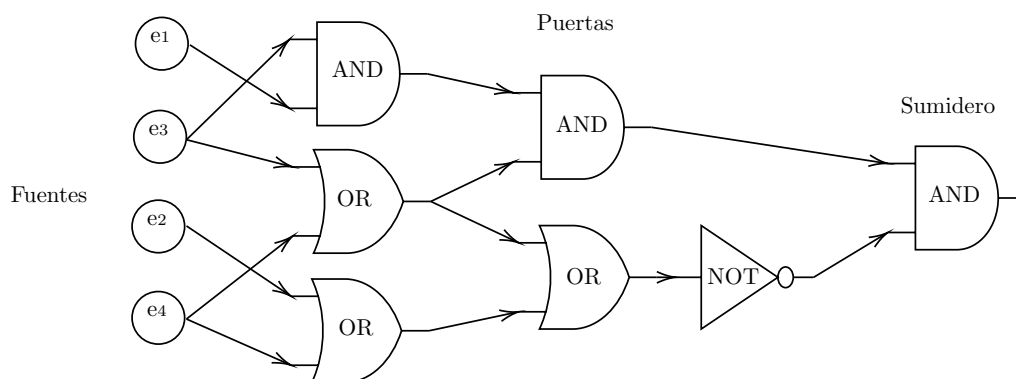 Puertas
Sumidero
Fuentes
e1
e3
e2
e4
AND
OR
OR
AND
OR
NOT
AND